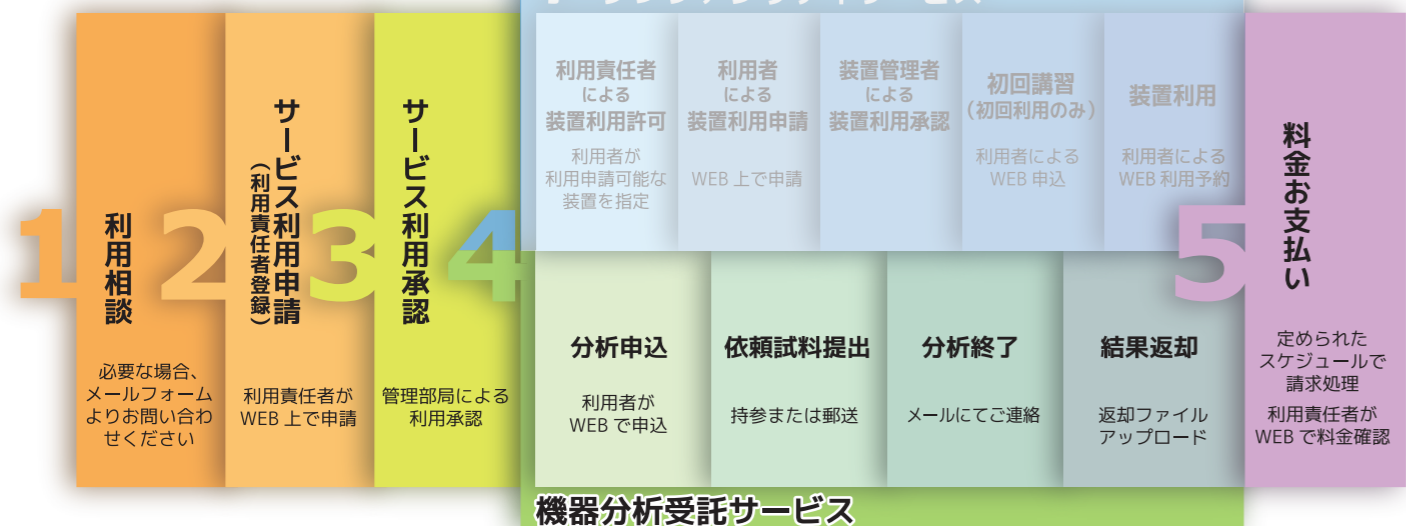 1
利用相談
必要な場合、
メールフォーム
よりお問い合わ
せください
2
サービス利用申請
（利用責任者登録）
利用責任者が
WEB 上で申請
3
サービス利用承認
管理部局による
利用承認
4
利用責任者
による
装置利用許可
利用者が
利用申請可能な
装置を指定
利用者
による
装置利用申請
WEB 上で申請
装置管理者
による
装置利用承認
初回講習
（初回利用のみ）
利用者による
WEB 申込
装置利用
利用者による
WEB 利用予約
分析申込
利用者が
WEB で申込
依頼試料提出
持参または郵送
分析終了
メールにてご連絡
結果返却
返却ファイル
アップロード
機器分析受託サービス
5
料金お支払い
定められた
スケジュールで
請求処理
利用責任者が
WEB で料金確認